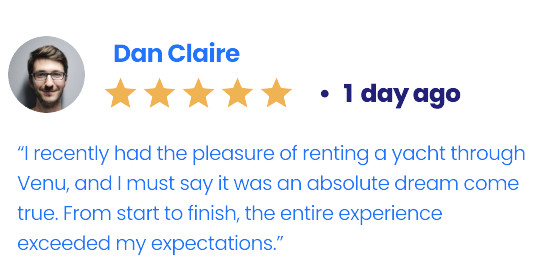 Dan Claire
• 1 day ago
“I recently had the pleasure of renting a yacht through
Venu, and I must say it was an absolute dream come
true. From start to finish, the entire experience
exceeded my expectations.”